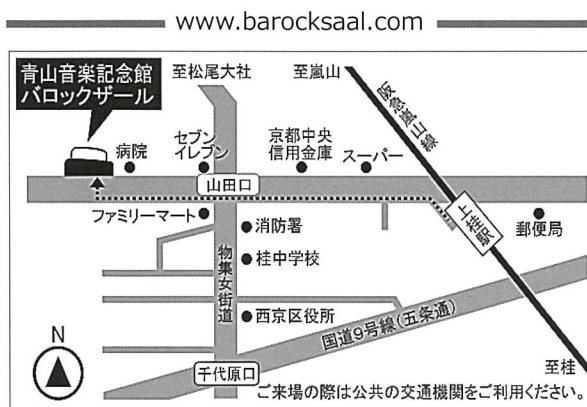 www.barocksaal.com
青山音楽記念館
バロックザール
至松尾大社
至嵐山
阪急嵐山線
病院
セブン
イレブン
京都中央
信用金庫
スーパー
山田口
上桂駅
ファミリーマート
消防署
郵便局
物集女街道
桂中学校
西京区役所
国道9号線(五条通)
N
千代原口
至桂
ご来場の際は公共の交通機関をご利用ください。